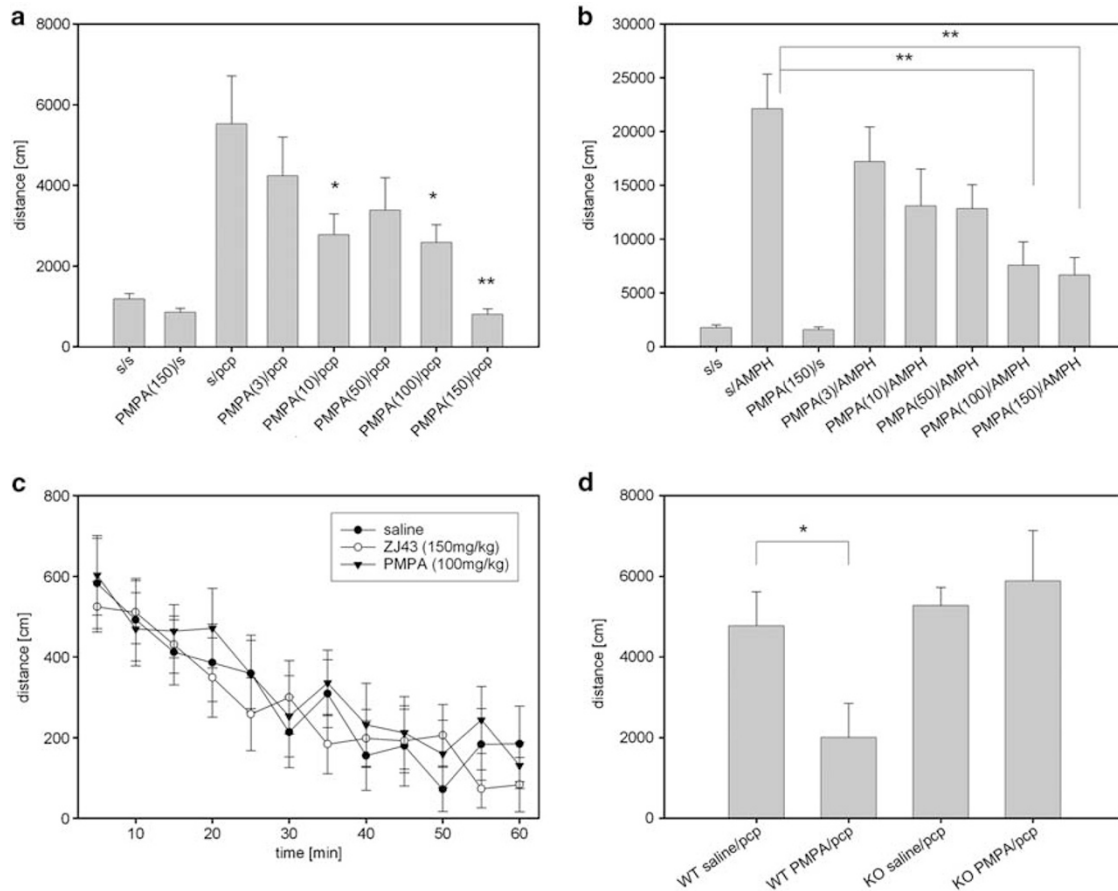 a
8000
6000
4000
2000
0
distance [cm]
*
*
**
s/s
PMPA(150)/s
s/pcp
PMPA(3)/pcp
PMPA(10)/pcp
PMPA(50)/pcp
PMPA(100)/pcp
PMPA(150)/pcp
b
30000
25000
20000
15000
10000
5000
0
distance [cm]
**
**
s/s
s/AMPH
PMPA(150)/s
PMPA(3)/AMPH
PMPA(10)/AMPH
PMPA(50)/AMPH
PMPA(100)/AMPH
PMPA(150)/AMPH
c
800
600
400
200
0
distance [cm]
saline
ZJ43 (150mg/kg)
PMPA (100mg/kg)
10 20 30 40 50 60
time [min]
d
8000
6000
4000
2000
0
distance [cm]
*
WT saline/pcp
WT PMPA/pcp
KO saline/pcp
KO PMPA/pcp